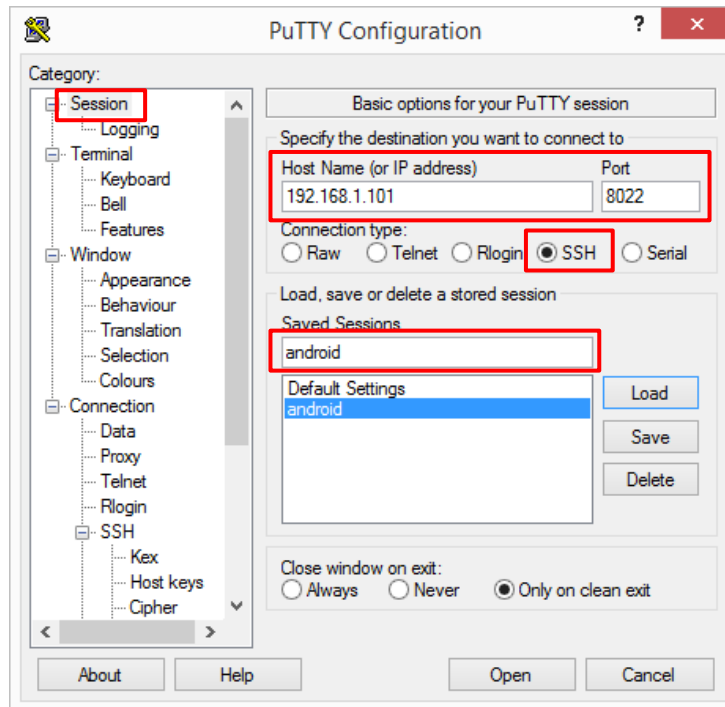 PuTTY Configuration ? ×
Category:
Session
Logging
Terminal
Keyboard
Bell
Features
Window
Appearance
Behaviour
Translation
Selection
Colours
Connection
Data
Proxy
Telnet
Rlogin
SSH
Kex
Host keys
Cipher
Basic options for your PuTTY session
Specify the destination you want to connect to
Host Name (or IP address) Port
192.168.1.101 8022
Connection type:
Raw Telnet Rlogin SSH Serial
Load, save or delete a stored session
Saved Sessions
android
Default Settings
android
Load
Save
Delete
Close window on exit:
Always Never Only on clean exit
About Help Open Cancel